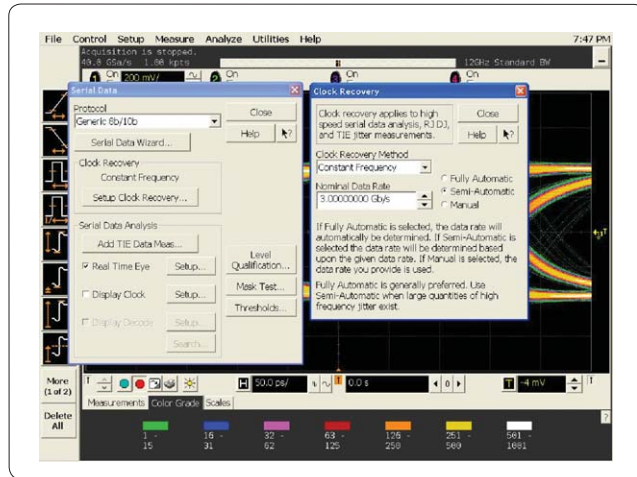 File Control Setup Measure Analyze Utilities Help 7:47 PM
Acquisition is stopped.
40.0 GSa/s 1.00 kpts
12GHz Standard BW
On 200 mV/ On On On
Serial Data
Protocol
Generic 8b/10b
Close
Help
Serial Data Wizard...
Clock Recovery
Constant Frequency
Setup Clock Recovery...
Serial Data Analysis
Add TIE Data Meas...
Real Time Eye Setup...
Display Clock Setup...
Display Decode Setup...
Search...
Level
Qualification...
Mask Test...
Thresholds...
Clock Recovery
Clock recovery applies to high
speed serial data analysis, RJ DJ,
and TIE jitter measurements.
Close
Help
Clock Recovery Method
Constant Frequency
Nominal Data Rate
3.00000000 Gb/s
Fully Automatic
Semi-Automatic
Manual
If Fully Automatic is selected, the data rate will
automatically be determined. If Semi-Automatic is
selected the data rate will be determined based
upon the given data rate. If Manual is selected, the
data rate you provide is used.
Fully Automatic is generally preferred. Use
Semi-Automatic when large quantities of high
frequency jitter exist.
More
(1 of 2)
Delete
All
H 50.0 ps/ 0.0 s 0 T -4 mV
Measurements Color Grade Scales
1 - 16 - 32 - 63 - 126 - 251 - 501 -
15 31 62 125 250 500 1001